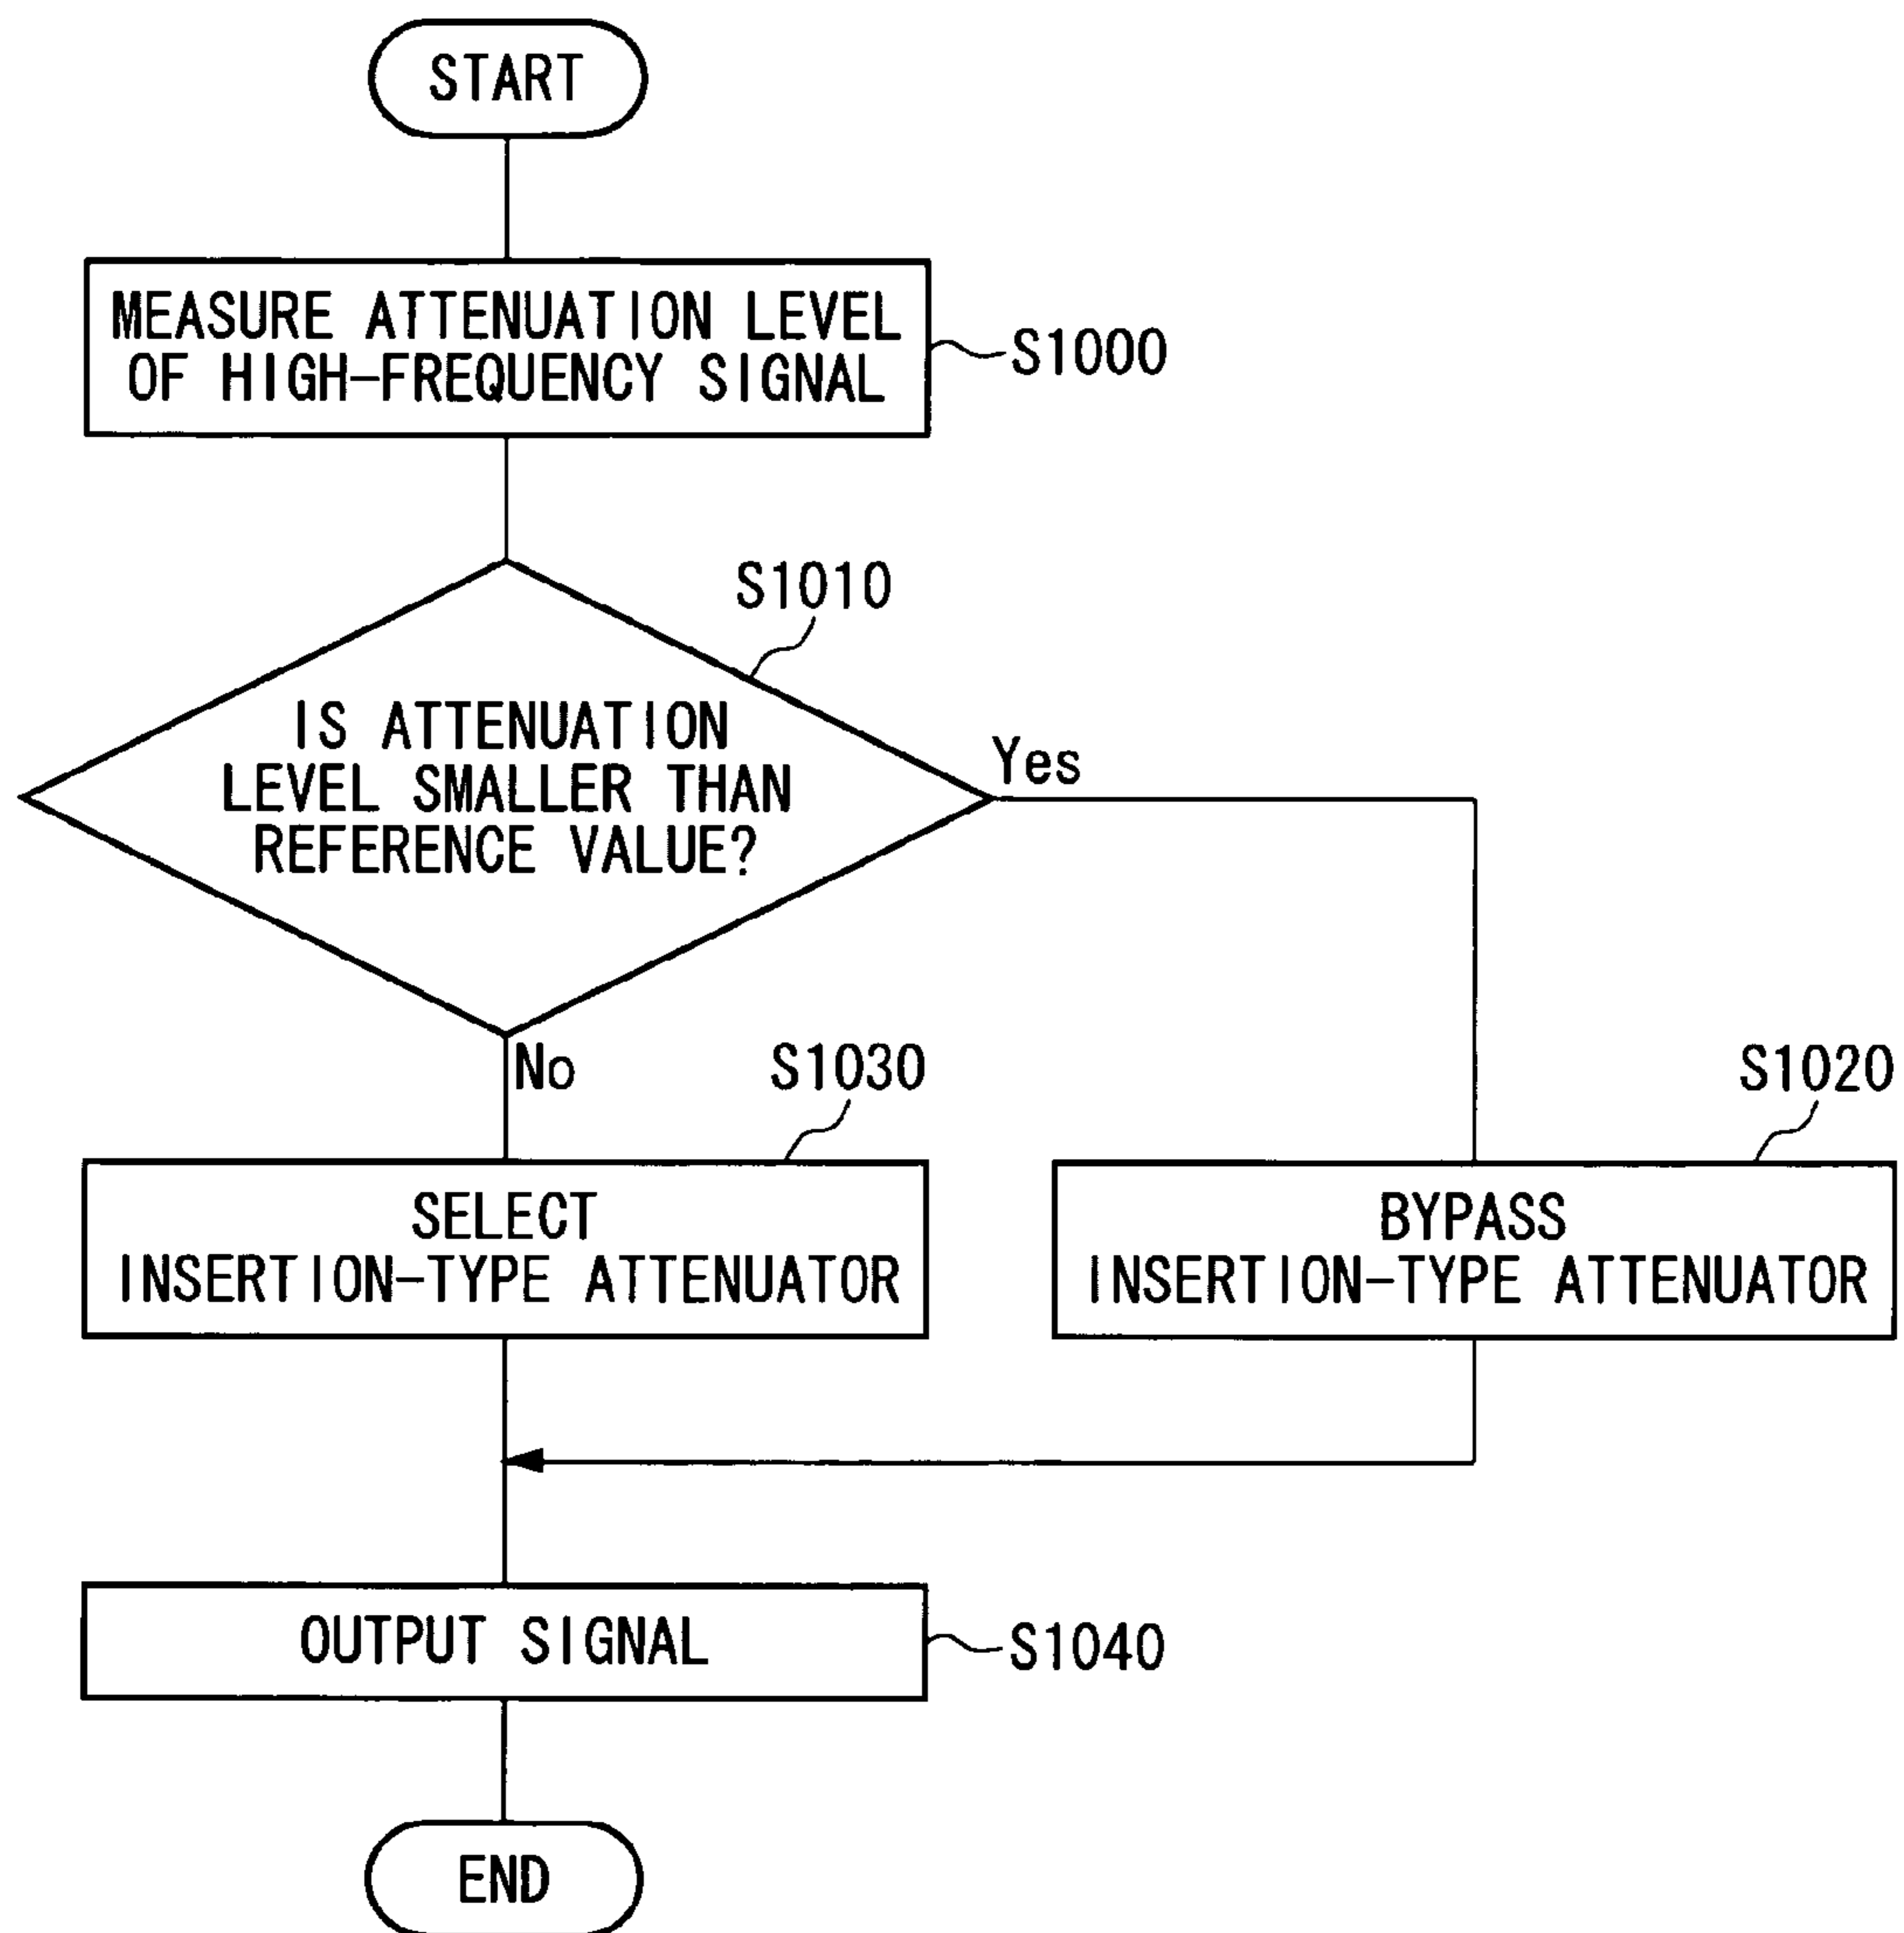 START
MEASURE ATTENUATION LEVEL
OF HIGH-FREQUENCY SIGNAL
S1000
S1010
IS ATTENUATION
LEVEL SMALLER THAN
REFERENCE VALUE?
Yes
No
S1030
S1020
SELECT
INSERTION-TYPE ATTENUATOR
BYPASS
INSERTION-TYPE ATTENUATOR
OUTPUT SIGNAL
S1040
END